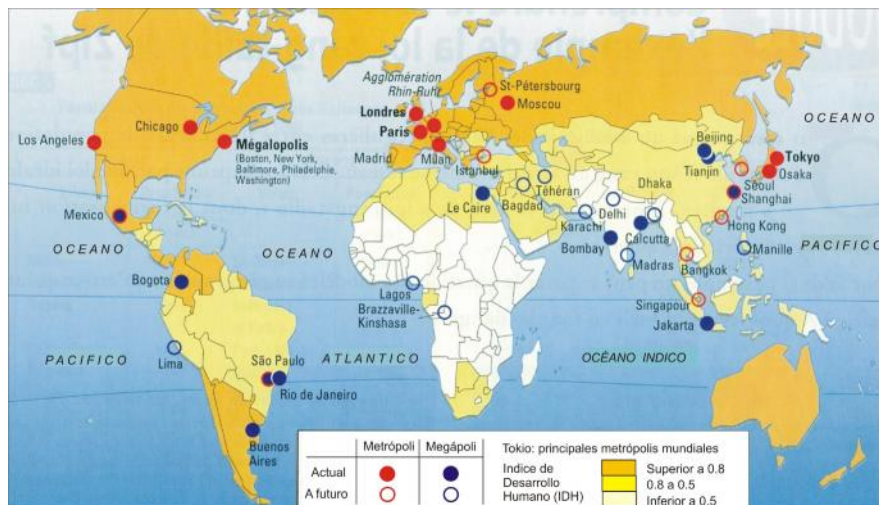 Agglomération
Rhin-Ruhr
St-Pétersbourg
Moscou
Londres
Paris
Madrid
Milan
Istanbul
Los Angeles
Chicago
Mégalopolis
(Boston, New York,
Baltimore, Philadelphie,
Washington)
Mexico
OCEANO
PACIFICO
OCEANO
ATLANTICO
OCEANO
PACIFICO
OCÉANO INDICO
Beijing
Tianjin
Tokyo
Osaka
Séoul
Shanghai
Hong Kong
Manille
Le Caire
Bagdad
Téhéran
Karachi
Delhi
Dhaka
Bombay
Calcutta
Madras
Bangkok
Singapour
Jakarta
Lagos
Brazzaville-
Kinshasa
Bogota
Lima
São Paulo
Rio de Janeiro
Buenos
Aires
Metrópoli
Megápoli
Actual
A futuro
Tokio: principales metrópolis mundiales
Indice de
Desarrollo
Humano (IDH)
Superior a 0.8
0.8 a 0.5
Inferior a 0.5